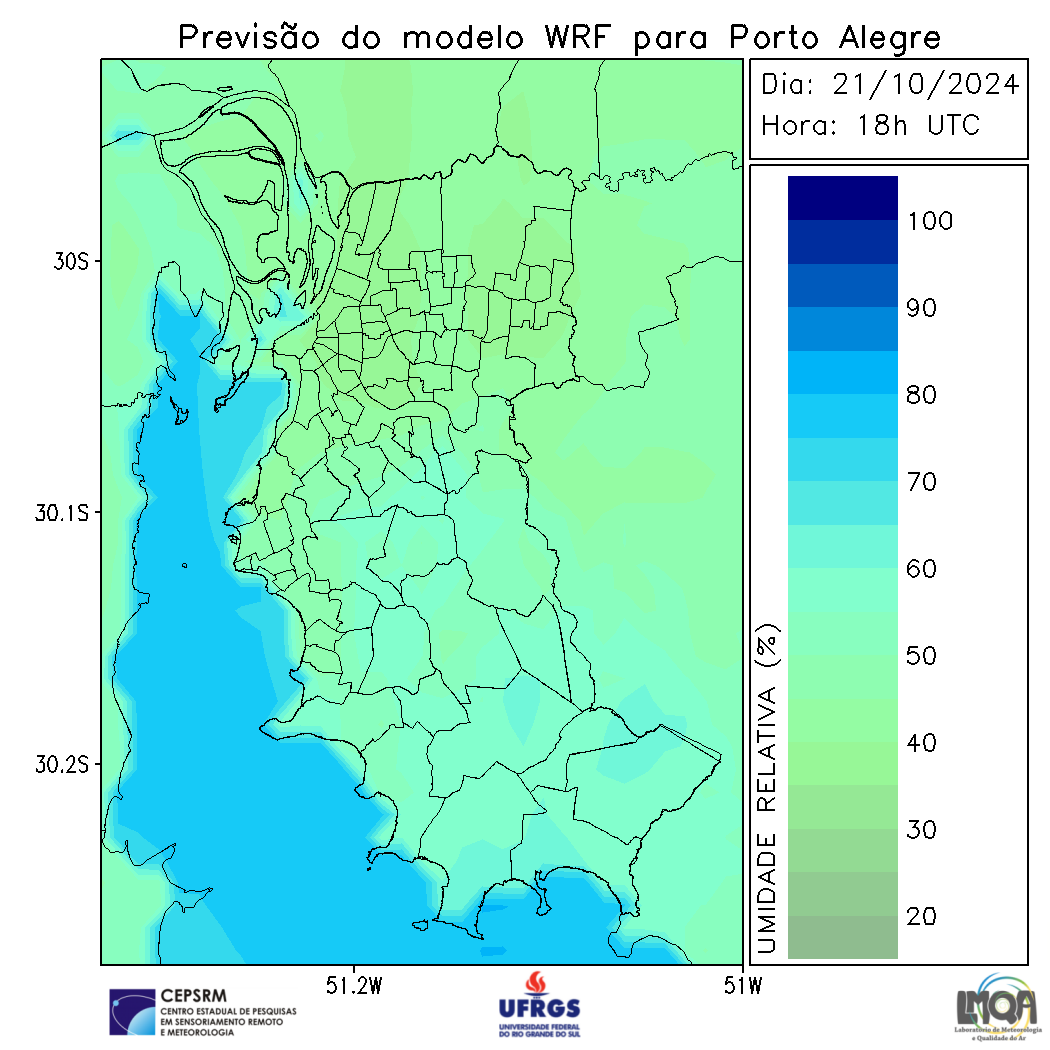 Previsão do modelo WRF para Porto Alegre
Dia: 21/10/2024
Hora: 18h UTC
30S
30.1S
30.2S
51.2W
51W
UMIDADE RELATIVA (%)
100
90
80
70
60
50
40
30
20
CEPSRM
CENTRO ESTADUAL DE PESQUISAS
EM SENSORIAMENTO REMOTO
E METEOROLOGIA
UFRGS
UNIVERSIDADE FEDERAL
DO RIO GRANDE DO SUL
LMQA
Laboratório de Meteorologia
e Qualidade do Ar